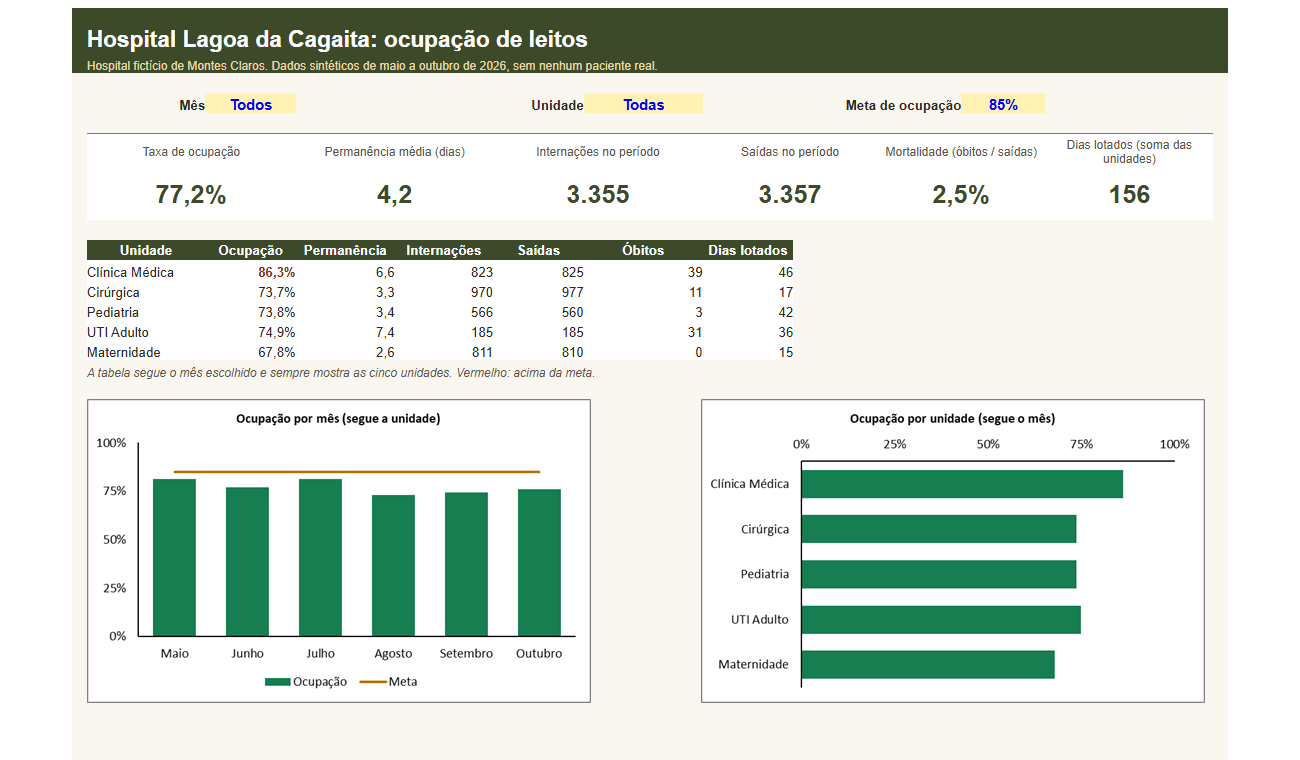 Hospital Lagoa da Cagaita: ocupação de leitos
Hospital fictício de Montes Claros. Dados sintéticos de maio a outubro de 2026, sem nenhum paciente real.
Mês Todos Unidade Todas Meta de ocupação 85%
Taxa de ocupação Permanência média (dias) Internações no período Saídas no período Mortalidade (óbitos / saídas) Dias lotados (soma das
unidades)
77,2% 4,2 3.355 3.357 2,5% 156
Unidade Ocupação Permanência Internações Saídas Óbitos Dias lotados
Clínica Médica 86,3% 6,6 823 825 39 46
Cirúrgica 73,7% 3,3 970 977 11 17
Pediatria 73,8% 3,4 566 560 3 42
UTI Adulto 74,9% 7,4 185 185 31 36
Maternidade 67,8% 2,6 811 810 0 15
A tabela segue o mês escolhido e sempre mostra as cinco unidades. Vermelho: acima da meta.
Ocupação por mês (segue a unidade)
100%
75%
50%
25%
0%
Maio Junho Julho Agosto Setembro Outubro
Ocupação Meta
Ocupação por unidade (segue o mês)
0% 25% 50% 75% 100%
Clínica Médica
Cirúrgica
Pediatria
UTI Adulto
Maternidade